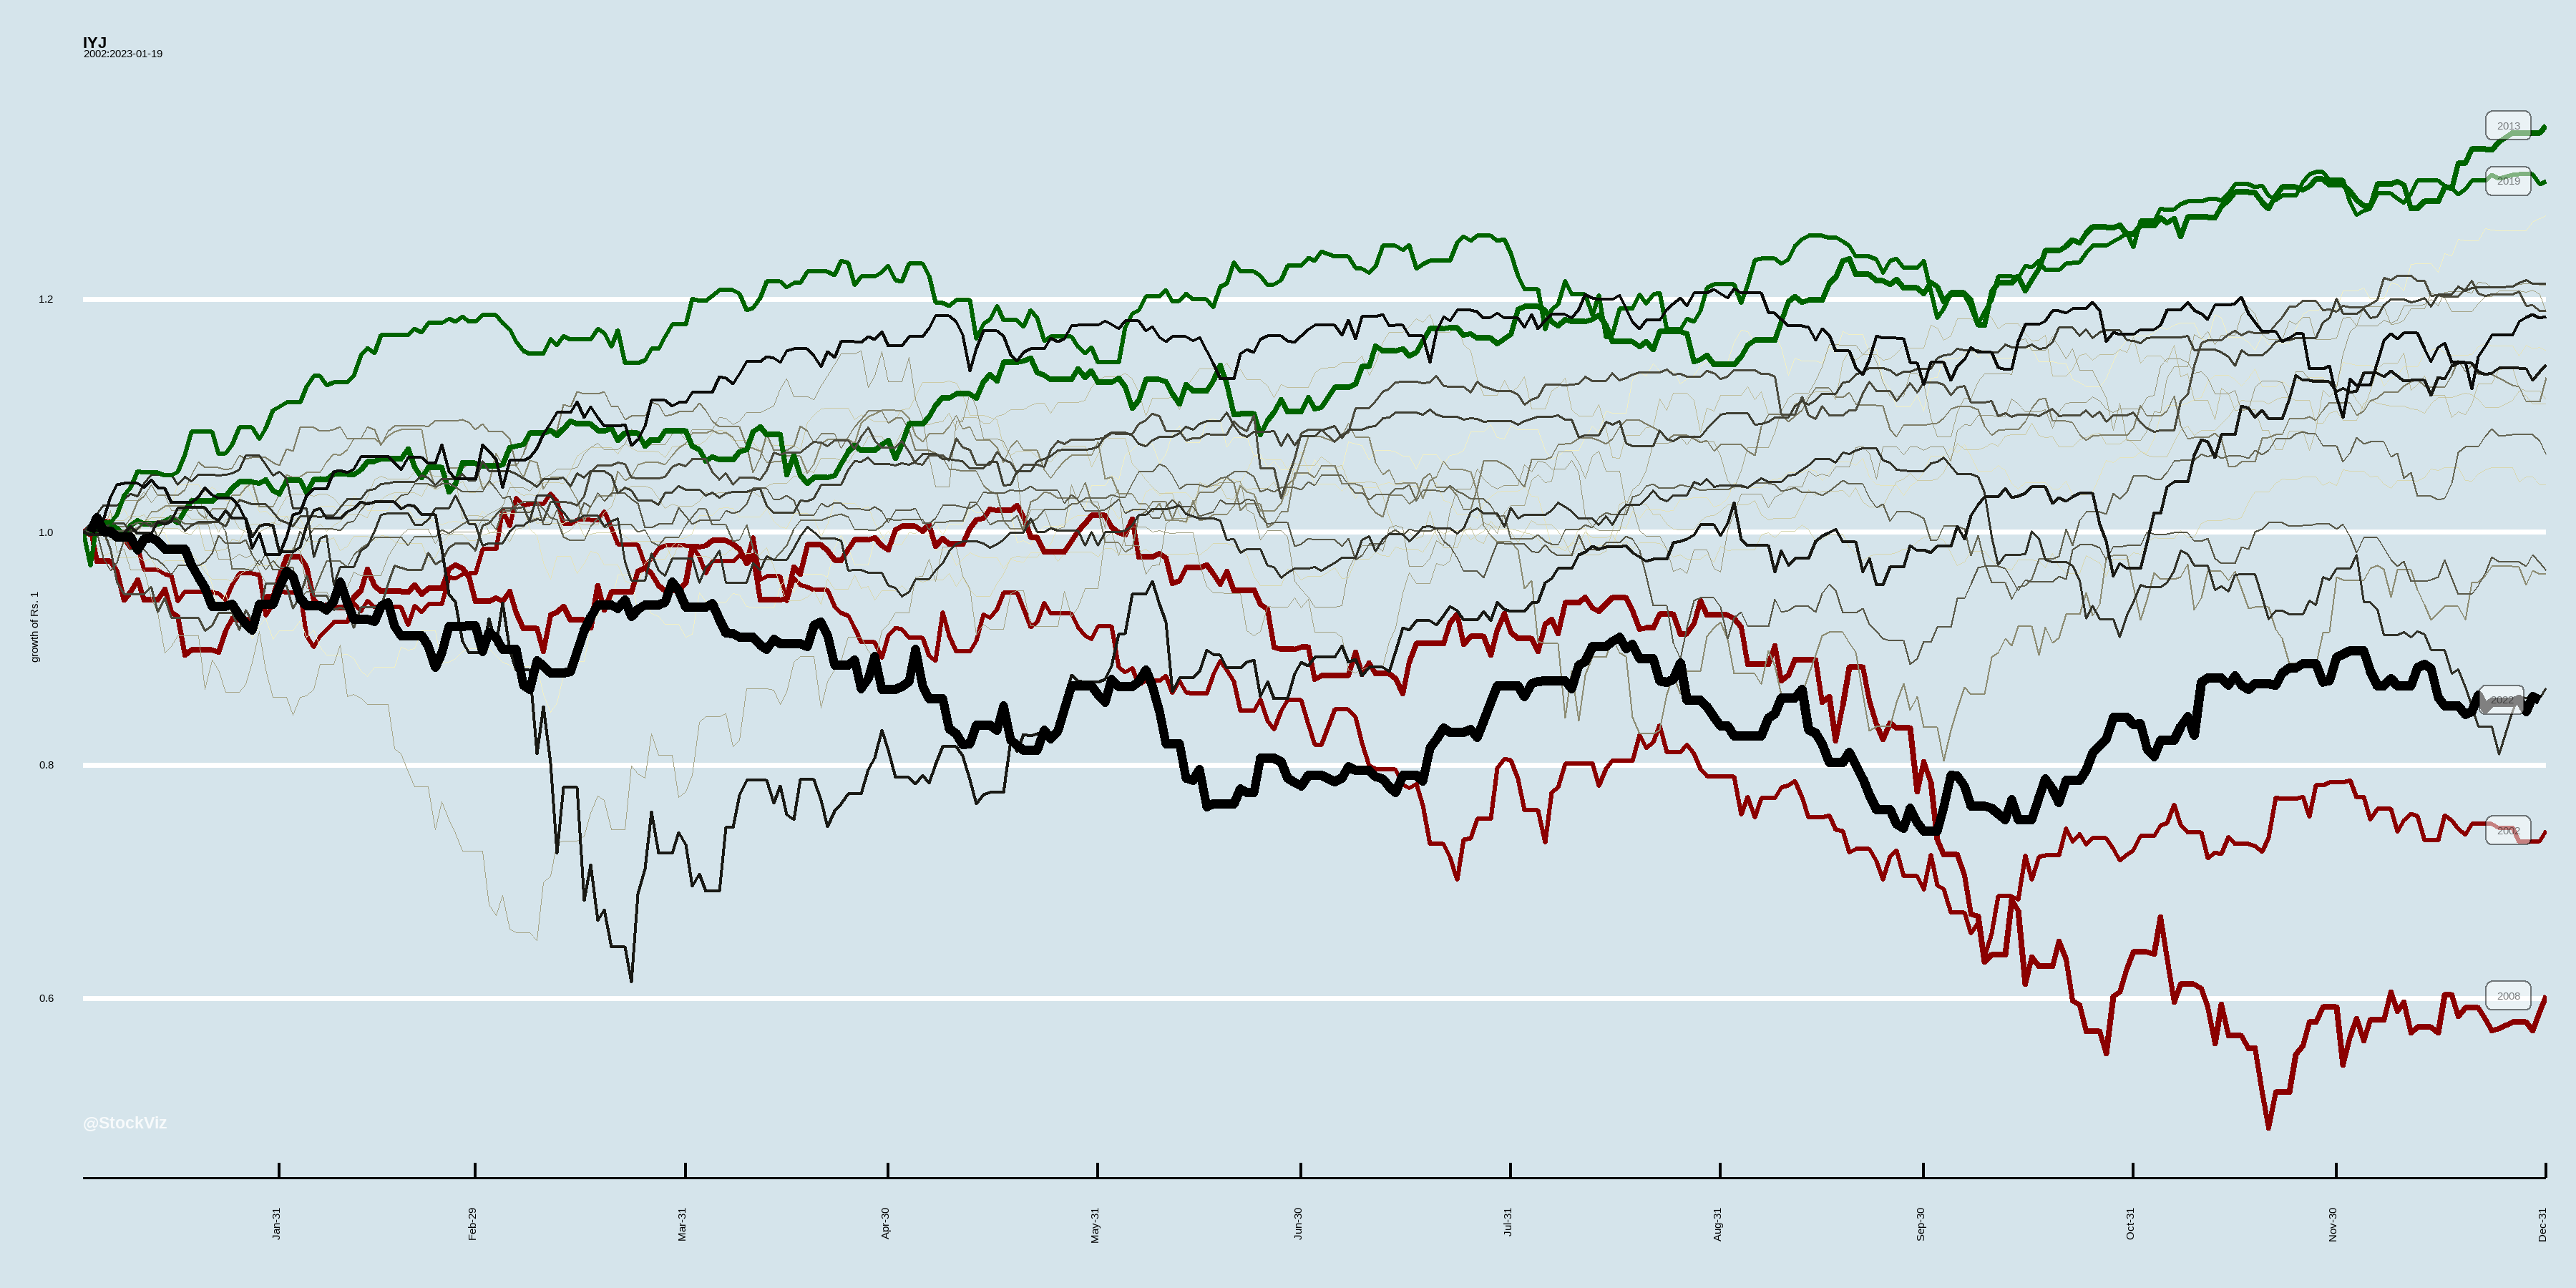 IYJ
2002:2023-01-19
2013
2019
1.2
1.0
growth of Rs. 1
2022
0.8
2002
2008
0.6
@StockViz
Jan-31
Feb-29
Mar-31
Apr-30
May-31
Jun-30
Jul-31
Aug-31
Sep-30
Oct-31
Nov-30
Dec-31